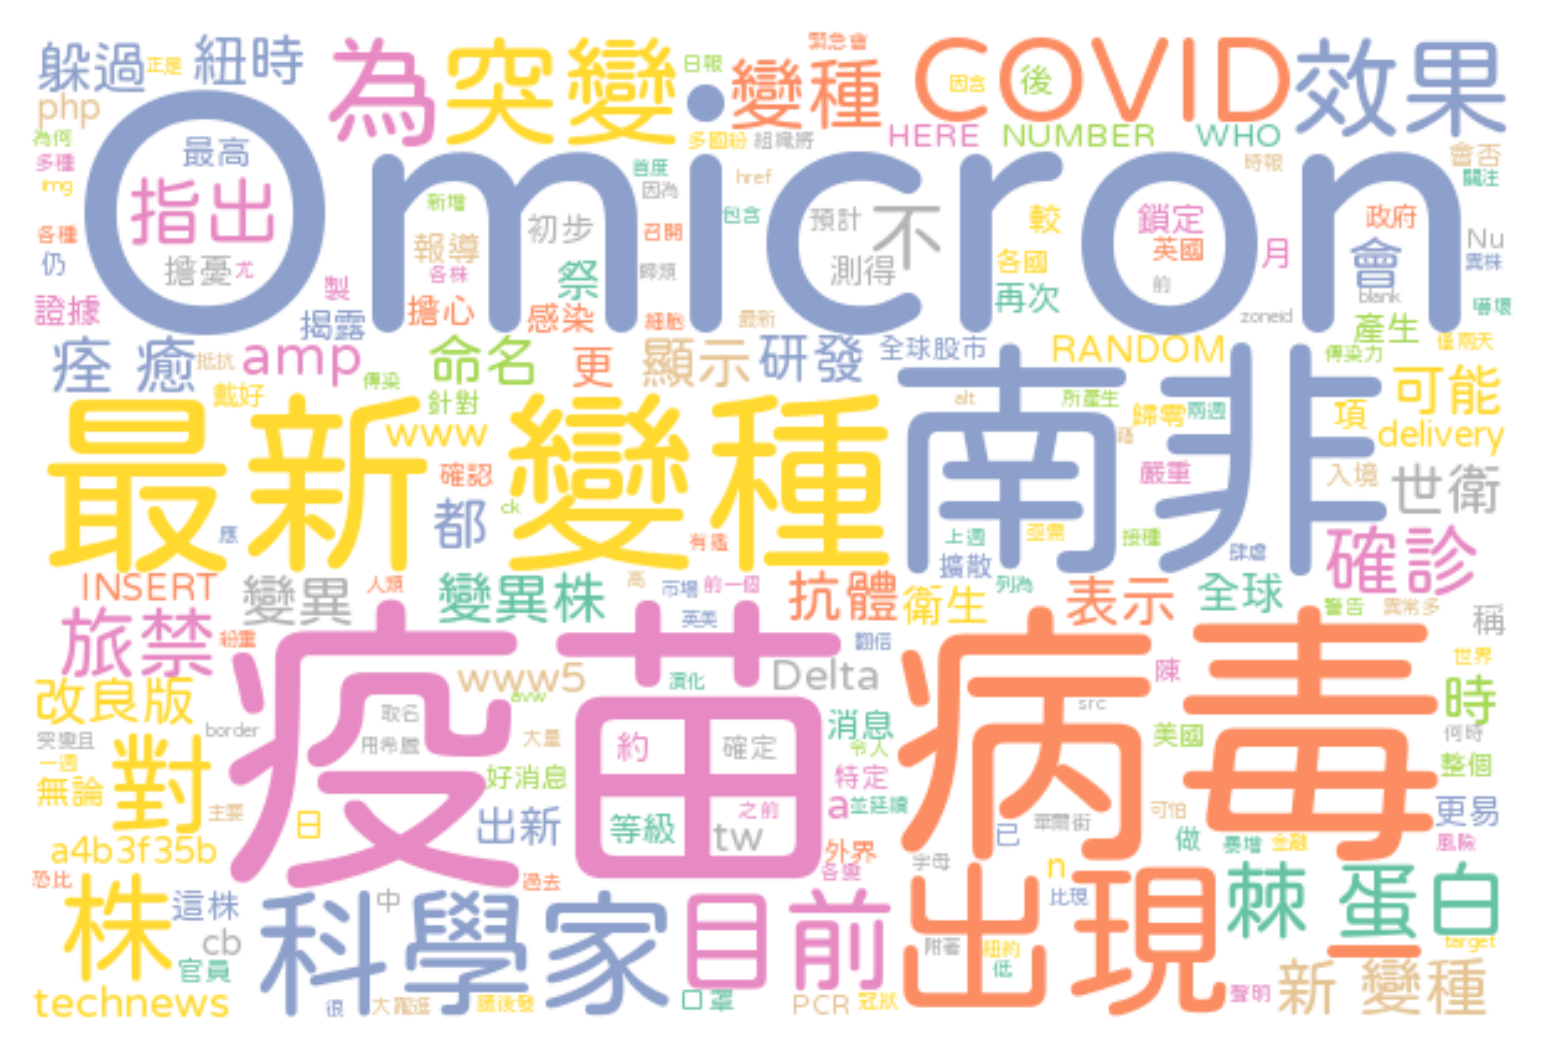 躲過 正是 紐時 為 突變 日報 緊急會 變種 COVID 因含 後 效果
php
為何 多國紛 組織將 HERE NUMBER WHO
Omicron
多種 最高 首度 因為 href 時報 會否
img 指出 新增 包含 預計 不 較 鎖定 政府 關注
各種 報導 初步 召開 各國 英國 月 會 Nu
仍 擔憂 尤 各株 祭 歸類 測得 前 異株
證據 製 揭露 擔心 感染 細胞 最新 再次 zoneid blank 產生 嚇壞
痊 癒 抵抗 amp 傳染 命名 更 顯示 研發 全球股市 RANDOM 傳染力 僅兩天
戴好 針對 alt 所產生 歸零 兩週 項 可能
最新 變種 南非
www delivery
確認 嚴重 入境 世衛
應 都 ck 有鑑 上週 亟需 接種
擴散 肆虐 確診
INSERT 變異 人類 變異株 高 市場 前一個 抗體 衛生 列為 表示 全球 警告 異常多 稱
旅禁 紛重 英美 翻信
疫苗 病毒
www5 演化 Delta 陳 世界
改良版 avw 取名 src 時
突變且 border 用希臘 大量 約 確定 消息 令人 美國 何時
一週 對 好消息 特定 整個
無論 主要 日 出新 等級 之前 tw a 並延續 已 華爾街 可怕 更易
a4b3f35b 外界 做 暴增 金融 風險
恐比 過去 各變 字母 n
株 這株 科學家 中 目前 出現 比現 棘 蛋白
cb 附著 紐約 target
官員 低 新_變種
technews 很 口罩 PCR 冠狀 聲明